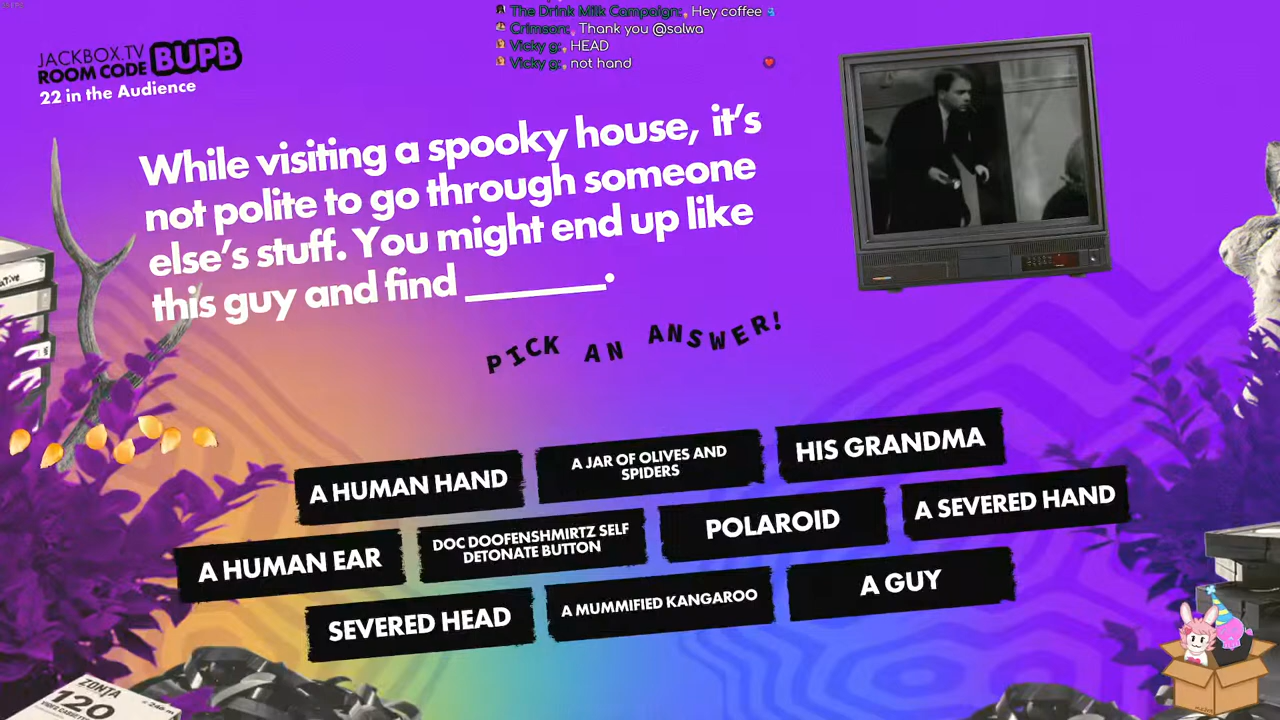 The Drink Milk Campaign: Hey coffee
Crimson: Thank you @salwa
Vicky g: HEAD
Vicky g: not hand
JACKBOX.TV
ROOM CODE BUPB
22 in the Audience
While visiting a spooky house, it's
not polite to go through someone
else's stuff. You might end up like
this guy and find _______.
PICK AN ANSWER!
A HUMAN HAND
A JAR OF OLIVES AND
SPIDERS
HIS GRANDMA
A HUMAN EAR
DOC DOOFENSHMIRTZ SELF
DETONATE BUTTON
POLAROID
A SEVERED HAND
SEVERED HEAD
A MUMMIFIED KANGAROO
A GUY
ZONJA
120